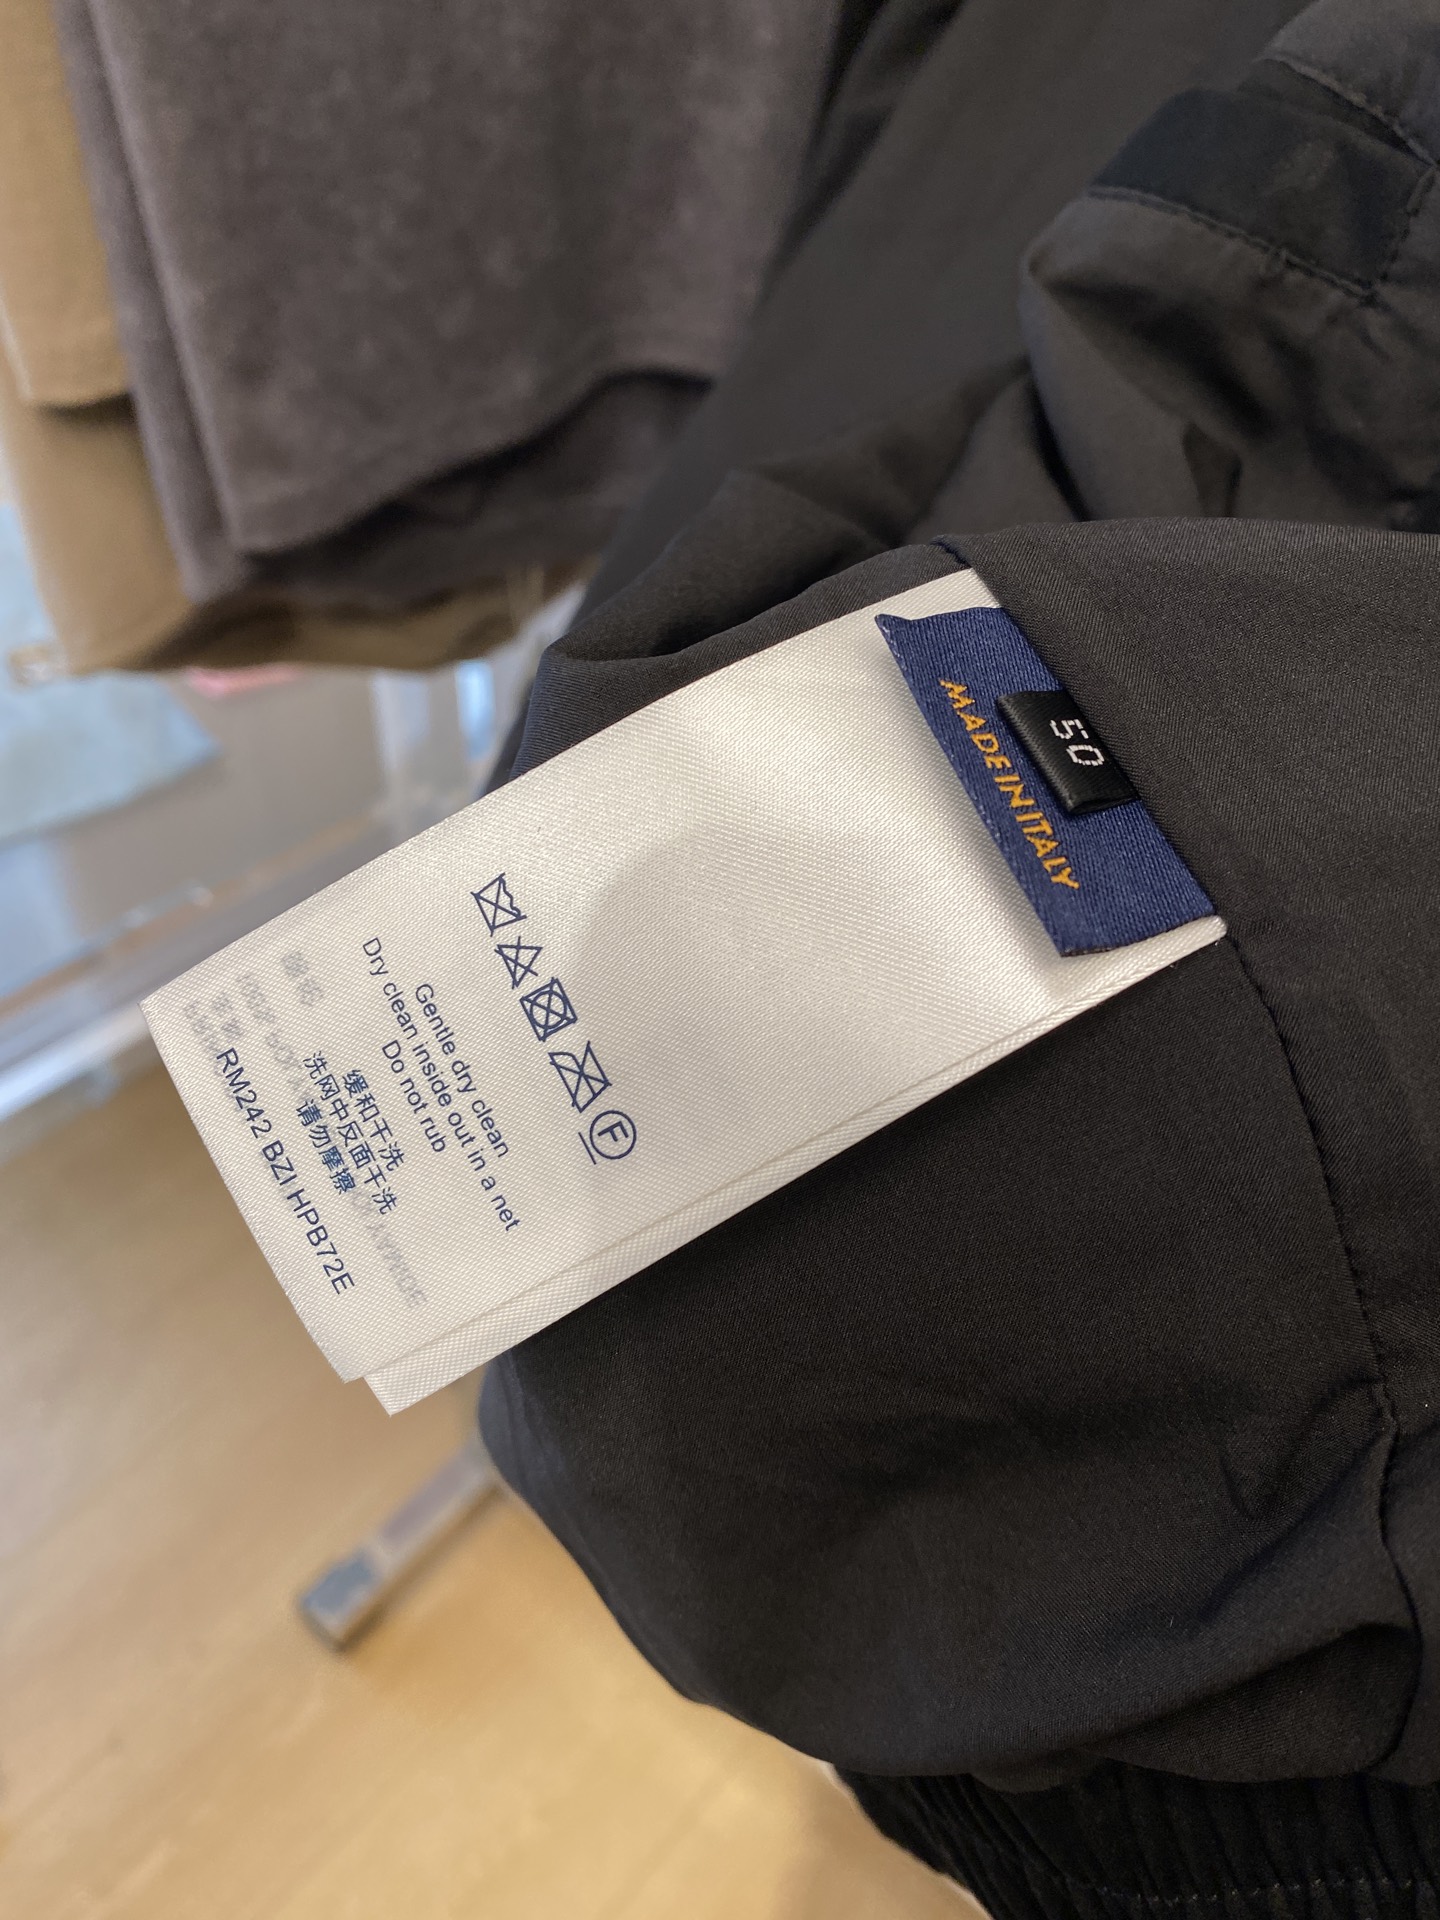 MADE IN ITALY
50
F
Gentle dry clean
Dry clean inside out in a net
Do not rub
缓和干洗
洗网中反面干洗
请勿摩擦
RM242 BZI HPB72E